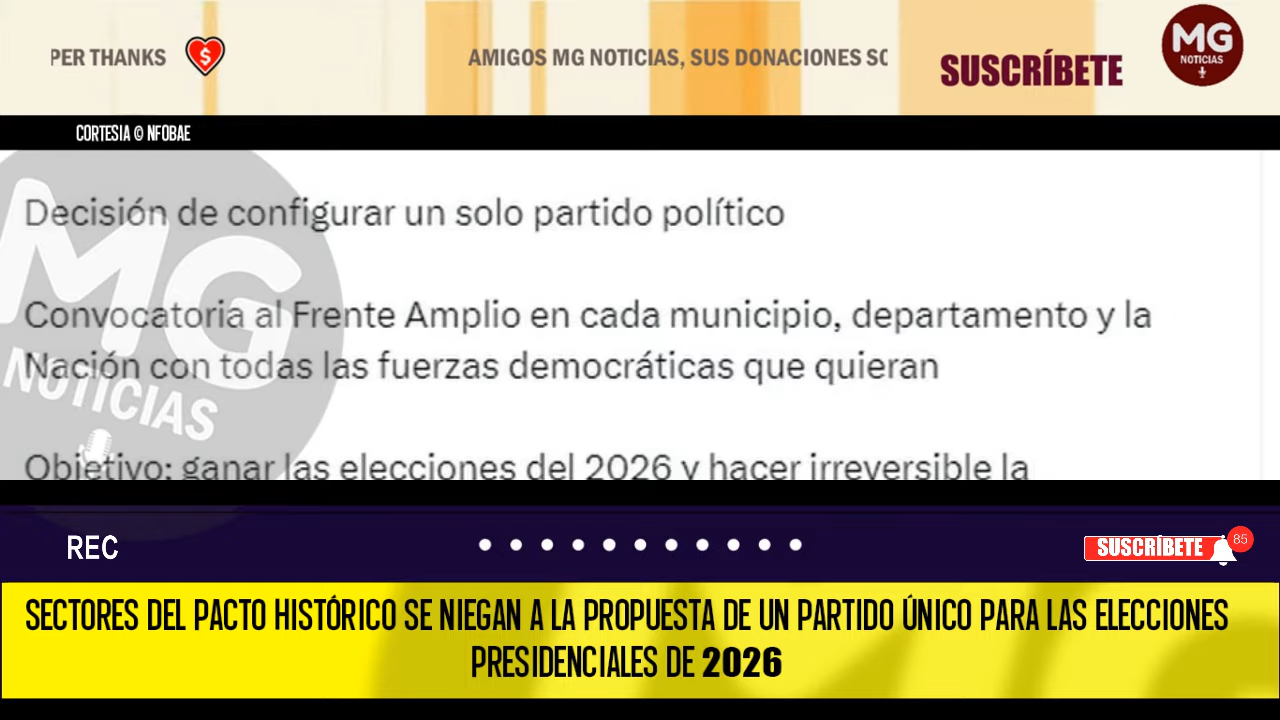 PER THANKS
AMIGOS MG NOTICIAS, SUS DONACIONES SO
SUSCRÍBETE
MG
NOTICIAS
CORTESIA © NFOBAE
Decisión de configurar un solo partido político
Convocatoria al Frente Amplio en cada municipio, departamento y la
Nación con todas las fuerzas democráticas que quieran
Objetivo: ganar las elecciones del 2026 y hacer irreversible la
MG
NOTICIAS
REC
SUSCRÍBETE
85
SECTORES DEL PACTO HISTÓRICO SE NIEGAN A LA PROPUESTA DE UN PARTIDO ÚNICO PARA LAS ELECCIONES
PRESIDENCIALES DE 2026